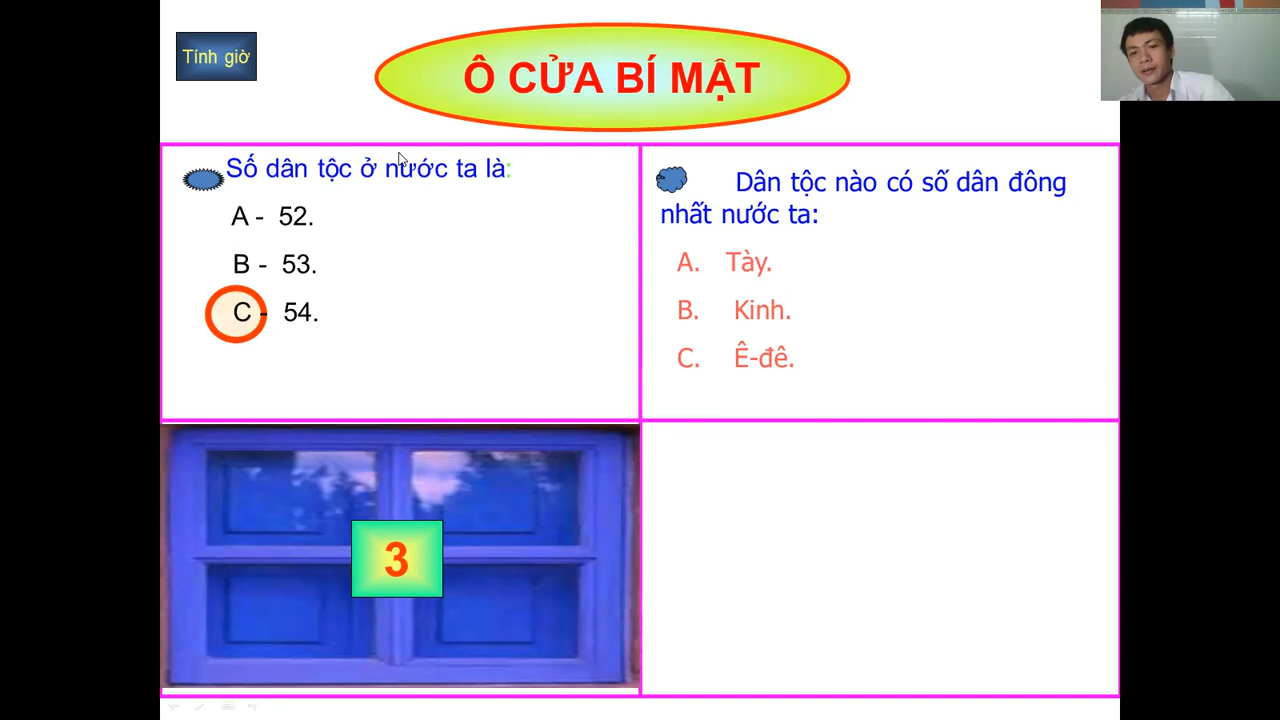 Tính giờ
Ô CỬA BÍ MẬT
Số dân tộc ở nước ta là:
A - 52.
B - 53.
C - 54.
Dân tộc nào có số dân đông
nhất nước ta:
A. Tày.
B. Kinh.
C. Ê-đê.
3